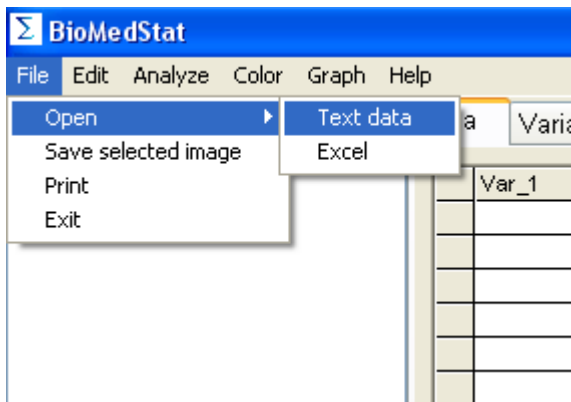 Σ BioMedStat
File Edit Analyze Color Graph Help
Open Text data
Save selected image Excel
Print
Exit
Var_1